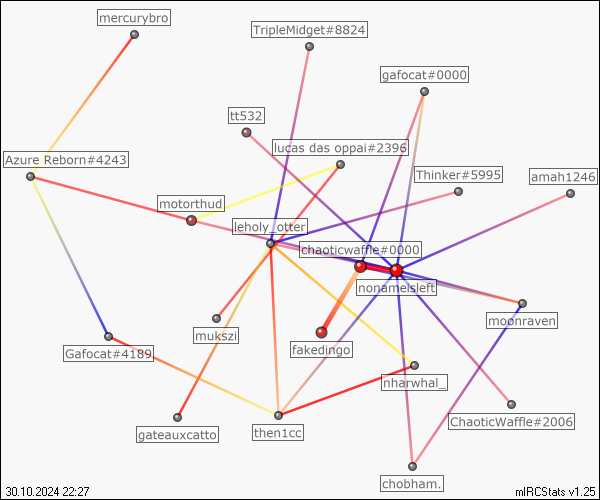 mercurybro
TripleMidget#8824
gafocat#0000
tt532
lucas das oppai#2396
Azure Reborn#4243
Thinker#5995
amah1246
motorthud
leholy_otter
chaoticwaffle#0000
nonameisleft
moonraven
mukszi
fakedingo
Gafocat#4189
nharwhal_
ChaoticWaffle#2006
gateauxcatto
then1cc
chobham.
30.10.2024 22:27
mIRCStats v1.25